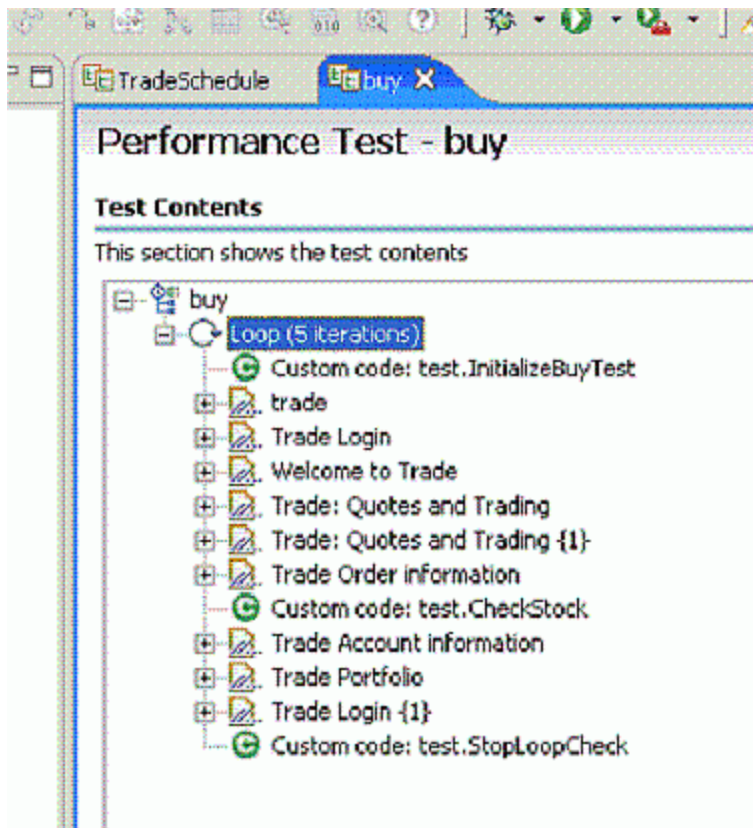 010
TradeSchedule
buy
Performance Test - buy
Test Contents
This section shows the test contents
buy
Loop (5 iterations)
Custom code: test.InitializeBuyTest
trade
Trade Login
Welcome to Trade
Trade: Quotes and Trading
Trade: Quotes and Trading {1}
Trade Order information
Custom code: test.CheckStock
Trade Account information
Trade Portfolio
Trade Login {1}
Custom code: test.StopLoopCheck